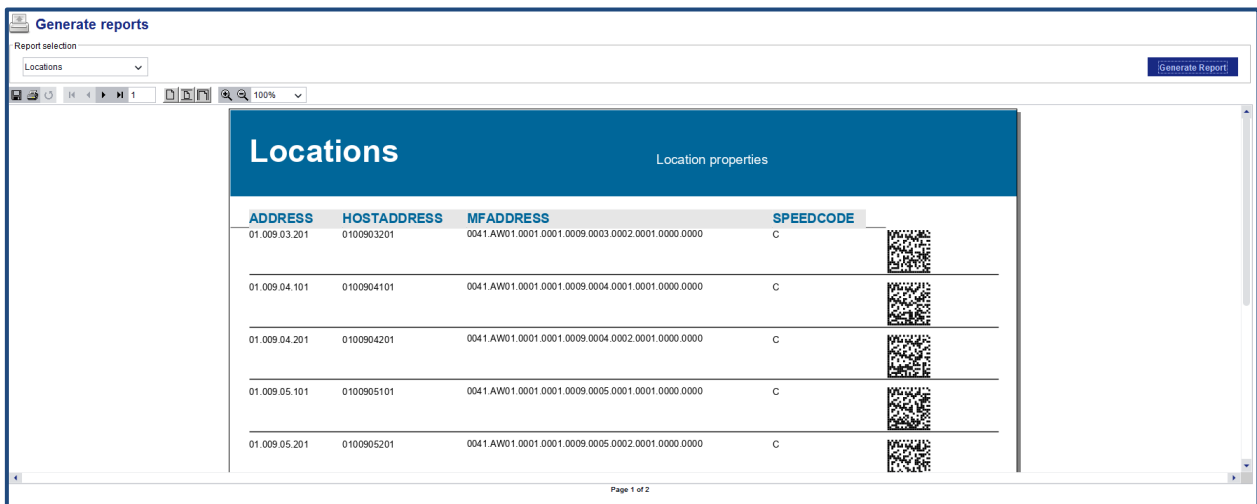 Generate reports
Report selection
Locations
Generate Report
1 100%
Locations
Location properties
ADDRESS HOSTADDRESS MFADDRESS SPEEDCODE
01.009.03.201 0100903201 0041.AW01.0001.0001.0009.0003.0002.0001.0000.0000 C
01.009.04.101 0100904101 0041.AW01.0001.0001.0009.0004.0001.0001.0000.0000 C
01.009.04.201 0100904201 0041.AW01.0001.0001.0009.0004.0002.0001.0000.0000 C
01.009.05.101 0100905101 0041.AW01.0001.0001.0009.0005.0001.0001.0000.0000 C
01.009.05.201 0100905201 0041.AW01.0001.0001.0009.0005.0002.0001.0000.0000 C
Page 1 of 2